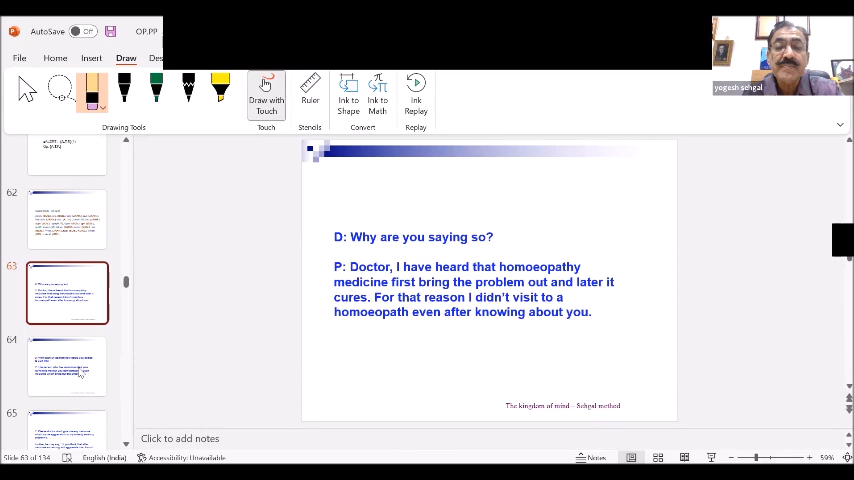 AutoSave Off OP.PP
File Home Insert Draw Des
Draw with Touch
Ruler
Ink to Shape
Ink to Math
Ink Replay
Drawing Tools Touch Stencils Convert Replay
yogesh sehgal
62
63
64
65
D: Why are you saying so?
P: Doctor, I have heard that homoeopathy
medicine first bring the problem out and later it
cures. For that reason I didn't visit to a
homoeopath even after knowing about you.
The kingdom of mind – Sehgal method
Click to add notes
Slide 63 of 134 English (India) Accessibility: Unavailable Notes 59%